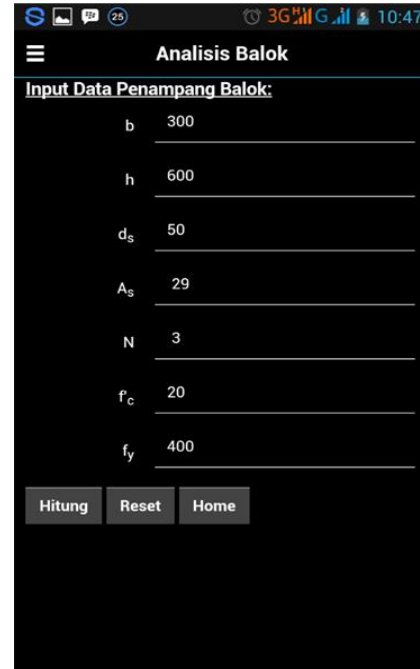 25 3G H G 10:47
Analisis Balok
Input Data Penampang Balok:
b 300
h 600
ds 50
As 29
N 3
f'c 20
fy 400
Hitung Reset Home